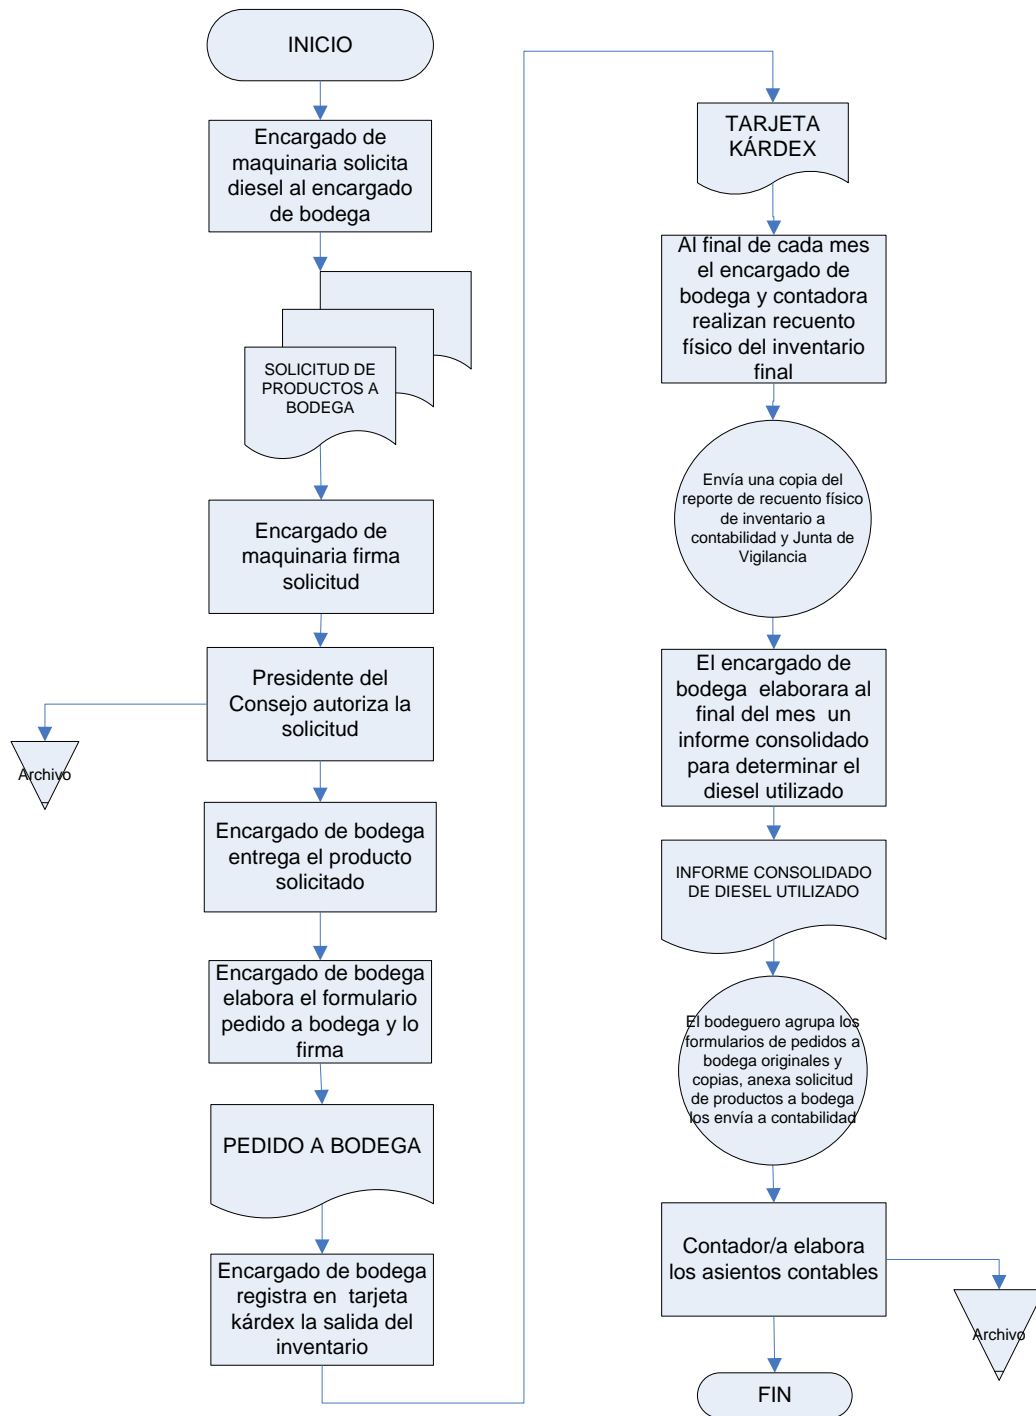 INICIO
Encargado de
maquinaria solicita
diesel al encargado
de bodega
SOLICITUD DE
PRODUCTOS A
BODEGA
Encargado de
maquinaria firma
solicitud
Presidente del
Consejo autoriza la
solicitud
Archivo
Encargado de bodega
entrega el producto
solicitado
Encargado de bodega
elabora el formulario
pedido a bodega y lo
firma
PEDIDO A BODEGA
Encargado de bodega
registra en tarjeta
kárdex la salida del
inventario
TARJETA
KÁRDEX
Al final de cada mes
el encargado de
bodega y contadora
realizan recuento
físico del inventario
final
Envía una copia del
reporte de recuento físico
de inventario a
contabilidad y Junta de
Vigilancia
El encargado de
bodega elaborara al
final del mes un
informe consolidado
para determinar el
diesel utilizado
INFORME CONSOLIDADO
DE DIESEL UTILIZADO
El bodeguero agrupa los
formularios de pedidos a
bodega originales y
copias, anexa solicitud
de productos a bodega
los envía a contabilidad
Contador/a elabora
los asientos contables
Archivo
FIN